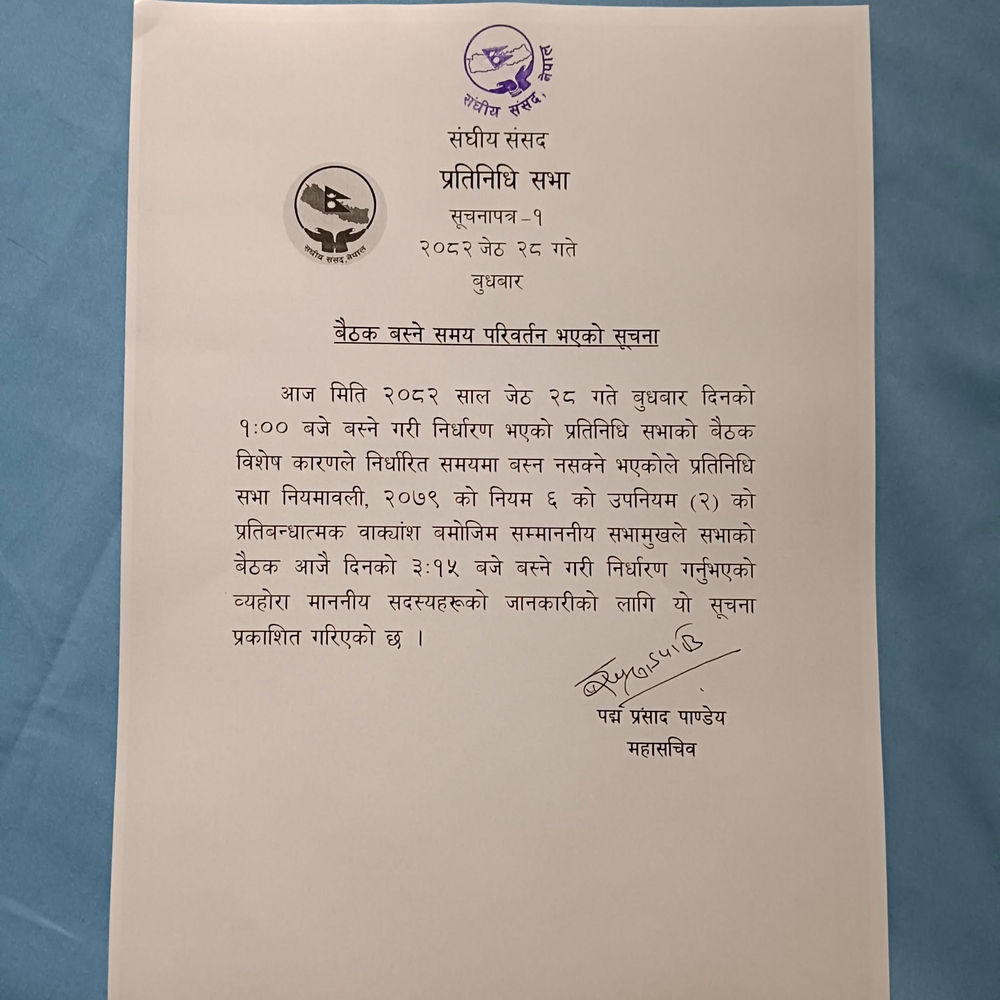 संघीय संसद, नेपाल
संघीय संसद
प्रतिनिधि सभा
संघीय संसद, नेपाल
सूचनापत्र -१
२०८२ जेठ २८ गते
बुधबार
बैठक बस्ने समय परिवर्तन भएको सूचना
आज मिति २०८२ साल जेठ २८ गते बुधबार दिनको
१:०० बजे बस्ने गरी निर्धारण भएको प्रतिनिधि सभाको बैठक
विशेष कारणले निर्धारित समयमा बस्न नसक्ने भएकोले प्रतिनिधि
सभा नियमावली, २०७९ को नियम ६ को उपनियम (२) को
प्रतिबन्धात्मक वाक्यांश बमोजिम सम्माननीय सभामुखले सभाको
बैठक आजै दिनको ३:१५ बजे बस्ने गरी निर्धारण गर्नुभएको
व्यहोरा माननीय सदस्यहरूको जानकारीको लागि यो सूचना
प्रकाशित गरिएको छ ।
पद्म प्रसाद पाण्डेय
महासचिव